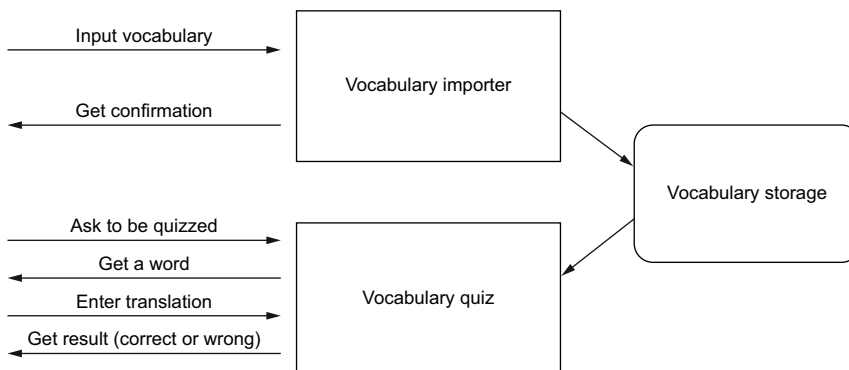 Input vocabulary
Vocabulary importer
Get confirmation
Vocabulary storage
Ask to be quizzed
Get a word
Vocabulary quiz
Enter translation
Get result (correct or wrong)